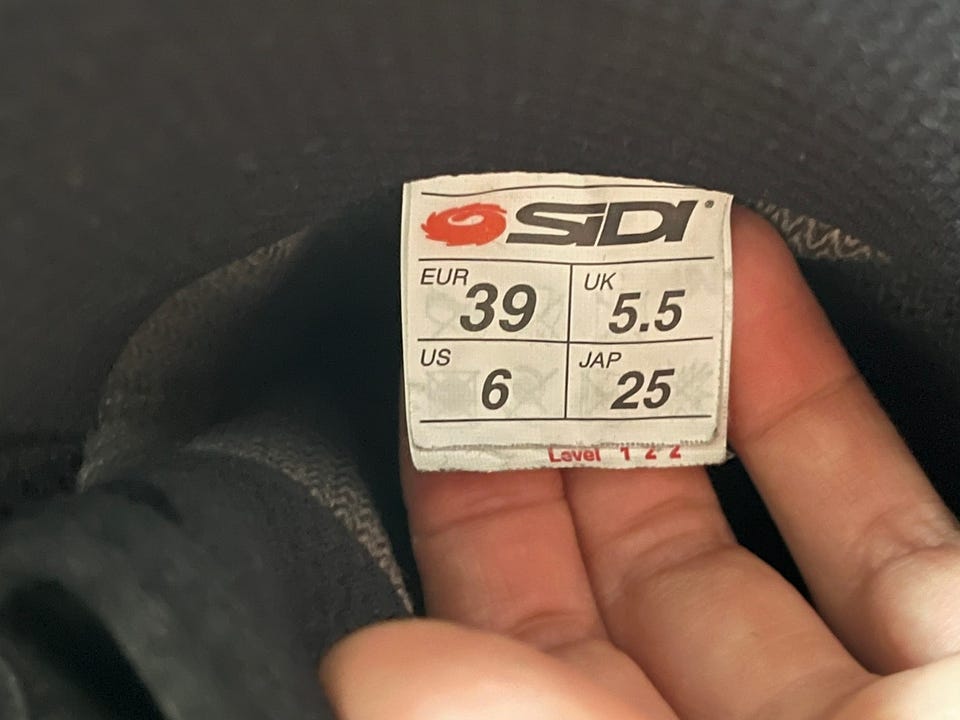 SIDI®
EUR 39 UK 5.5
US 6 JAP 25
Level 1 2 2